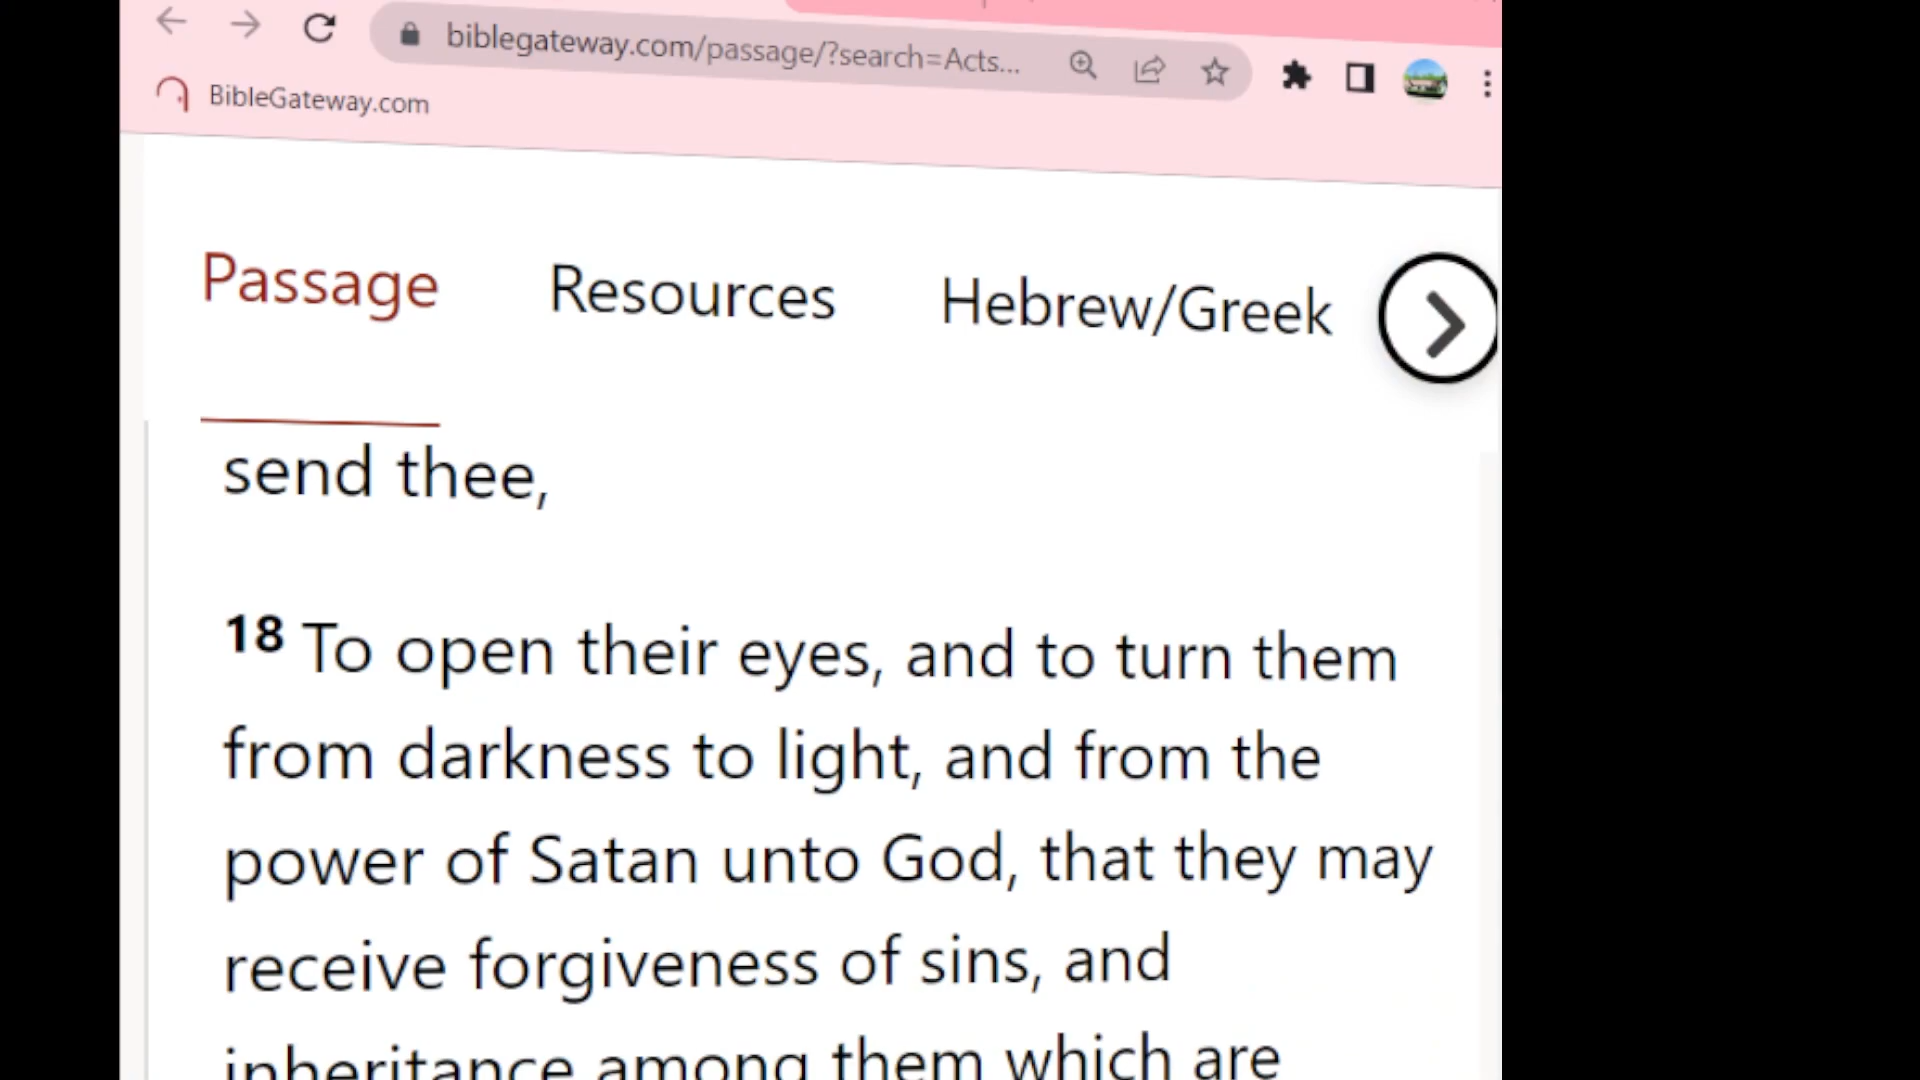 biblegateway.com/passage/?search=Acts...
BibleGateway.com
Passage Resources Hebrew/Greek
send thee,
18 To open their eyes, and to turn them
from darkness to light, and from the
power of Satan unto God, that they may
receive forgiveness of sins, and
inheritance among them which are